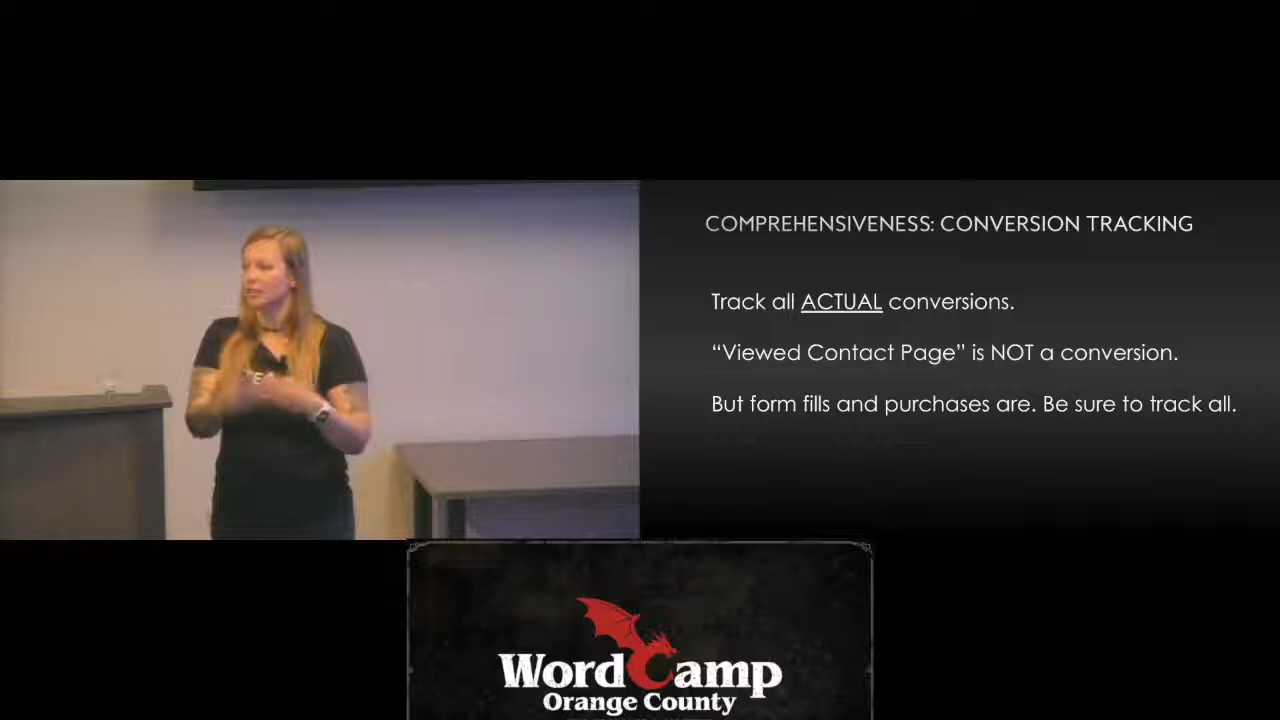 COMPREHENSIVENESS: CONVERSION TRACKING
Track all ACTUAL conversions.
“Viewed Contact Page” is NOT a conversion.
But form fills and purchases are. Be sure to track all.
WordCamp
Orange County